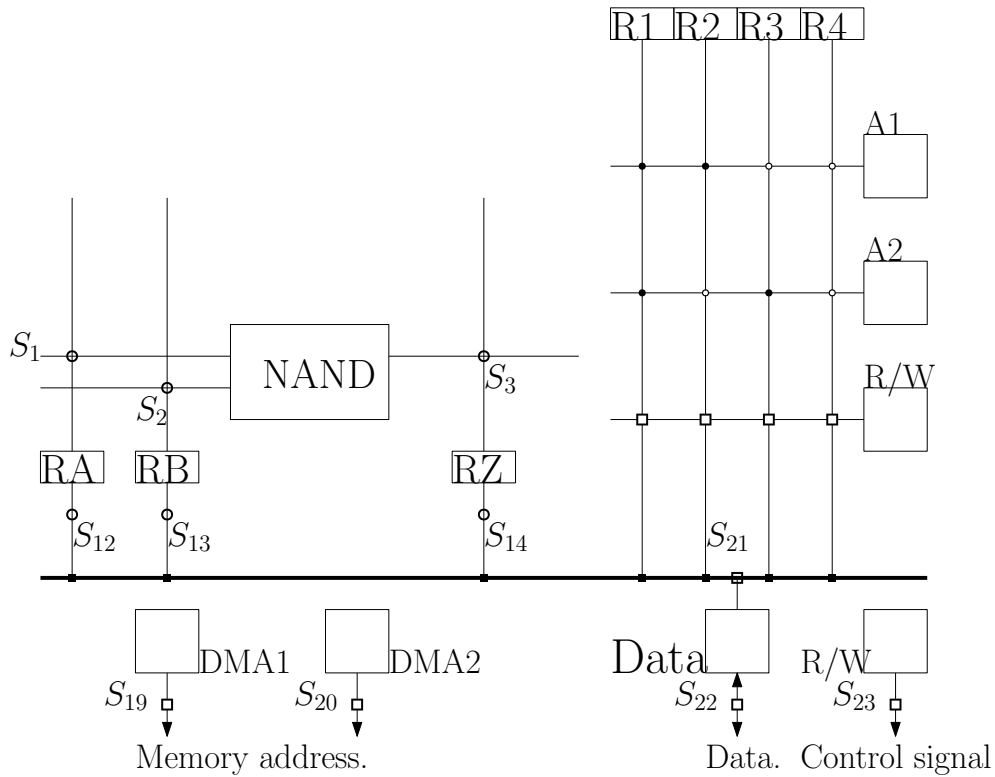 R1 R2 R3 R4
A1
A2
S₁
NAND
S₃
R/W
S₂
RA RB RZ
S₁₂ S₁₃ S₁₄ S₂₁
DMA1 DMA2 Data R/W
S₁₉ S₂₀ S₂₂ S₂₃
Memory address. Data. Control signal